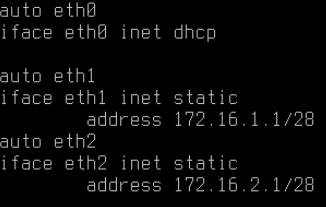 auto eth0
iface eth0 inet dhcp

auto eth1
iface eth1 inet static
        address 172.16.1.1/28
auto eth2
iface eth2 inet static
        address 172.16.2.1/28